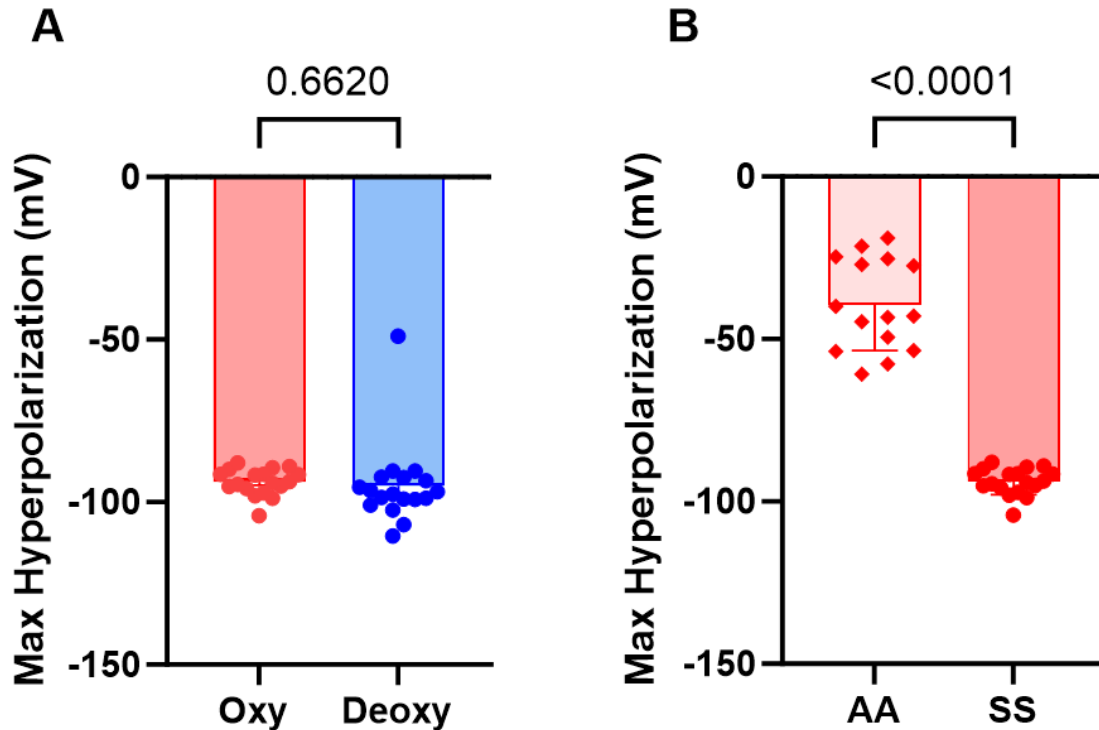 A
0.6620
Max Hyperpolarization (mV)
0
-50
-100
-150
Oxy Deoxy
B
<0.0001
Max Hyperpolarization (mV)
0
-50
-100
-150
AA SS